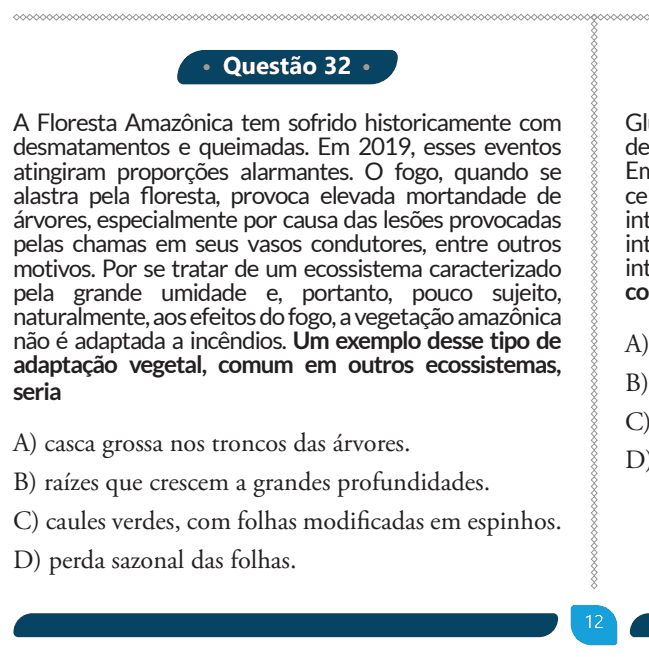 • Questão 32 •
A Floresta Amazônica tem sofrido historicamente com
desmatamentos e queimadas. Em 2019, esses eventos
atingiram proporções alarmantes. O fogo, quando se
alastra pela floresta, provoca elevada mortandade de
árvores, especialmente por causa das lesões provocadas
pelas chamas em seus vasos condutores, entre outros
motivos. Por se tratar de um ecossistema caracterizado
pela grande umidade e, portanto, pouco sujeito,
naturalmente, aos efeitos do fogo, a vegetação amazônica
não é adaptada a incêndios. Um exemplo desse tipo de
adaptação vegetal, comum em outros ecossistemas,
seria
A) casca grossa nos troncos das árvores.
B) raízes que crescem a grandes profundidades.
C) caules verdes, com folhas modificadas em espinhos.
D) perda sazonal das folhas.
A)
B)
C)
D)
12